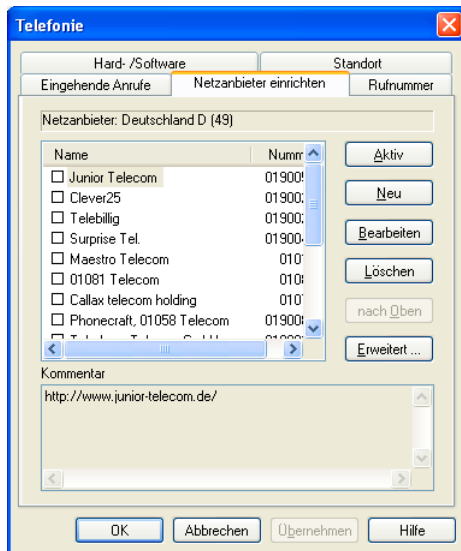 Telefonie
Hard- /Software Standort
Eingehende Anrufe Netzanbieter einrichten Rufnummer
Netzanbieter: Deutschland D (49)
Name Numm
Junior Telecom
Clever25
Telebillig
Surprise Tel.
Maestro Telecom 010
01081 Telecom
Callax telecom holding
Phonecraft, 01058 Telecom
Aktiv
Neu
Bearbeiten
Löschen
nach Oben
Erweitert ...
Kommentar
http://www.junior-telecom.de/
OK Abbrechen Übernehmen Hilfe